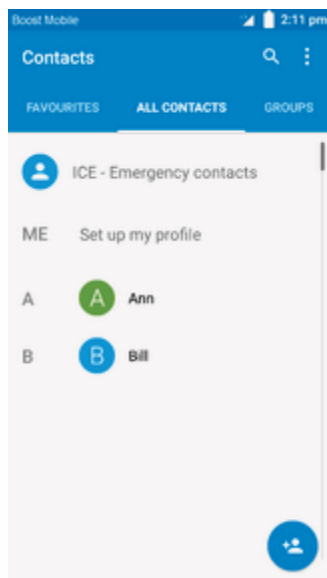 Boost Mobile 2:11 pm
Contacts
FAVOURITES ALL CONTACTS GROUPS
ICE - Emergency contacts
ME Set up my profile
A A Ann
B B Bill